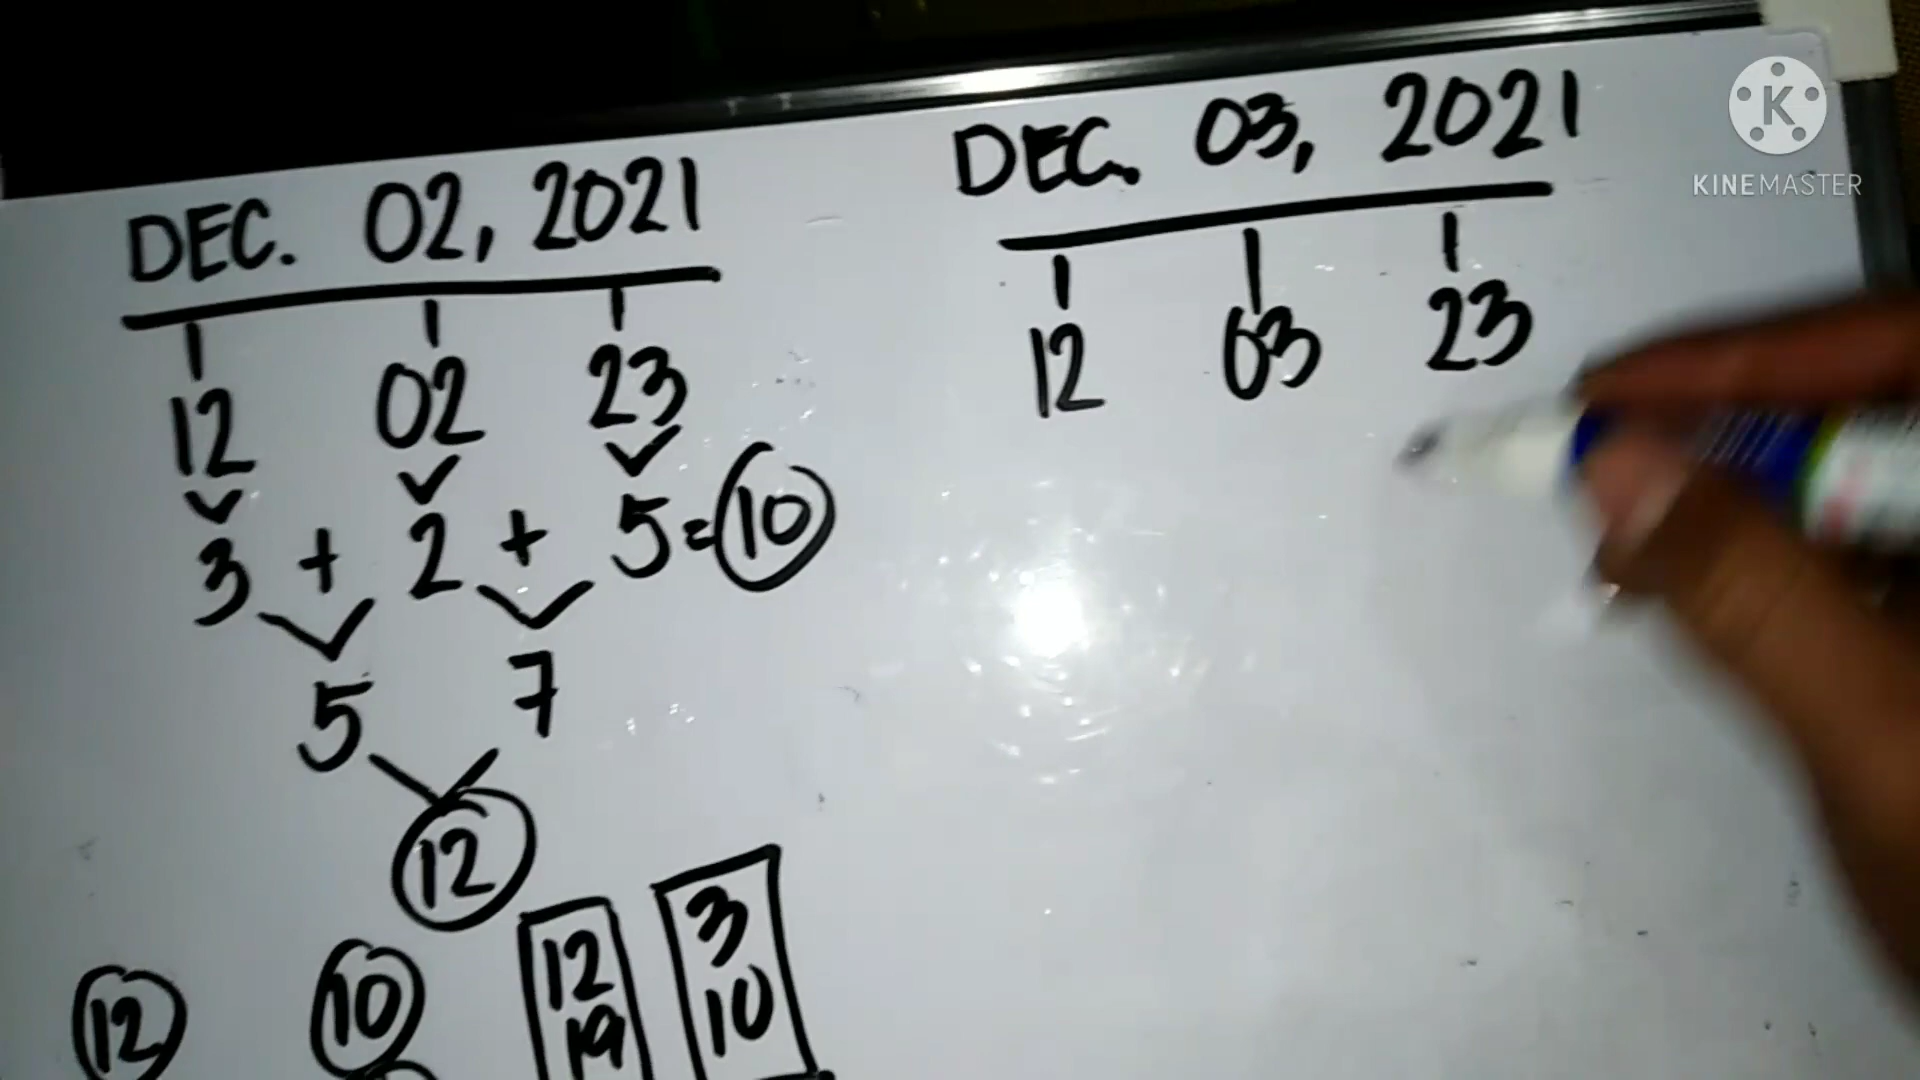 DEC. 02, 2021
12 02 23
3 + 2 + 5 = 10
5 7
12
12 10
12
19
3
10
DEC. 03, 2021
12 03 23
K
KINEMASTER